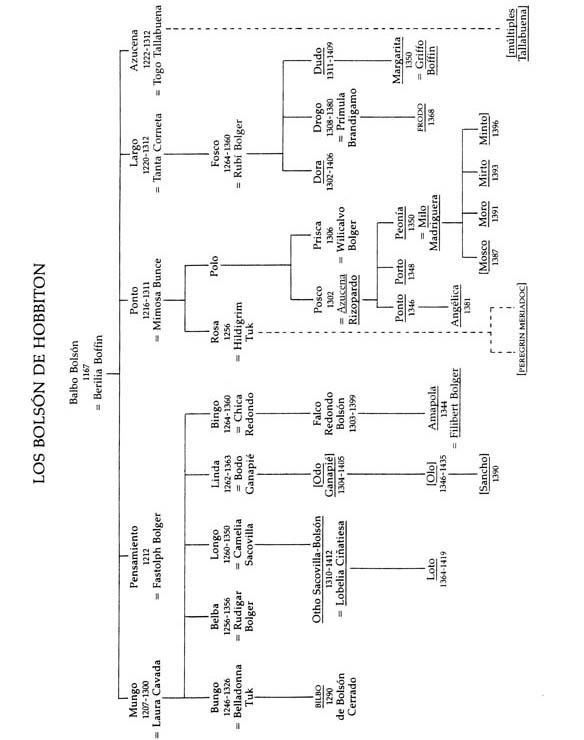 LOS BOLSÓN DE HOBBITON
Balbo Bolsón
1167
= Berilia Boffin
Mungo
1207-1300
= Laura Cavada
Pensamiento
1212
= Fastolph Bolger
Ponto
1216-1311
= Mimosa Bunce
Largo
1220-1312
= Tanta Corneta
Azucena
1222-1312
= Togo Tallabuena
Bungo
1246-1326
= Belladonna
Tuk
Belba
1256-1356
= Rudigar
Bolger
Longo
1260-1350
= Camelia
Sacovilla
Linda
1262-1363
= Bodo
Ganapié
Bingo
1264-1360
= Chica
Redondo
Rosa
1256
= Hildigrim
Tuk
Polo
Fosco
1264-1360
= Rubí Bolger
BILBO
1290
de Bolsón
Cerrado
Otho Sacovilla-Bolsón
1310-1412
= Lobelia Ciñatiesa
[Odo
Ganapié]
1304-1405
Falco
Redondo
Bolsón
1303-1399
Posco
1302
= Azucena
Rizopardo
Prisca
1306
= Wilicalvo
Bolger
Dora
1302-1406
Drogo
1308-1380
= Prímula
Brandigamo
Dudo
1311-1409
Loto
1364-1419
[Olo]
1346-1435
Amapola
1344
= Filibert Bolger
Ponto
1346
Porto
1348
Peonía
1350
= Milo
Madriguera
FRODO
1368
Margarita
1350
= Griffo
Boffin
[Sancho]
1390
Angélica
1381
[Mosco
1387
Moro
1391
Mirto
1393
Minto]
1396
[PEREGRIN MERIADOC]
[múltiples
Tallabuena]